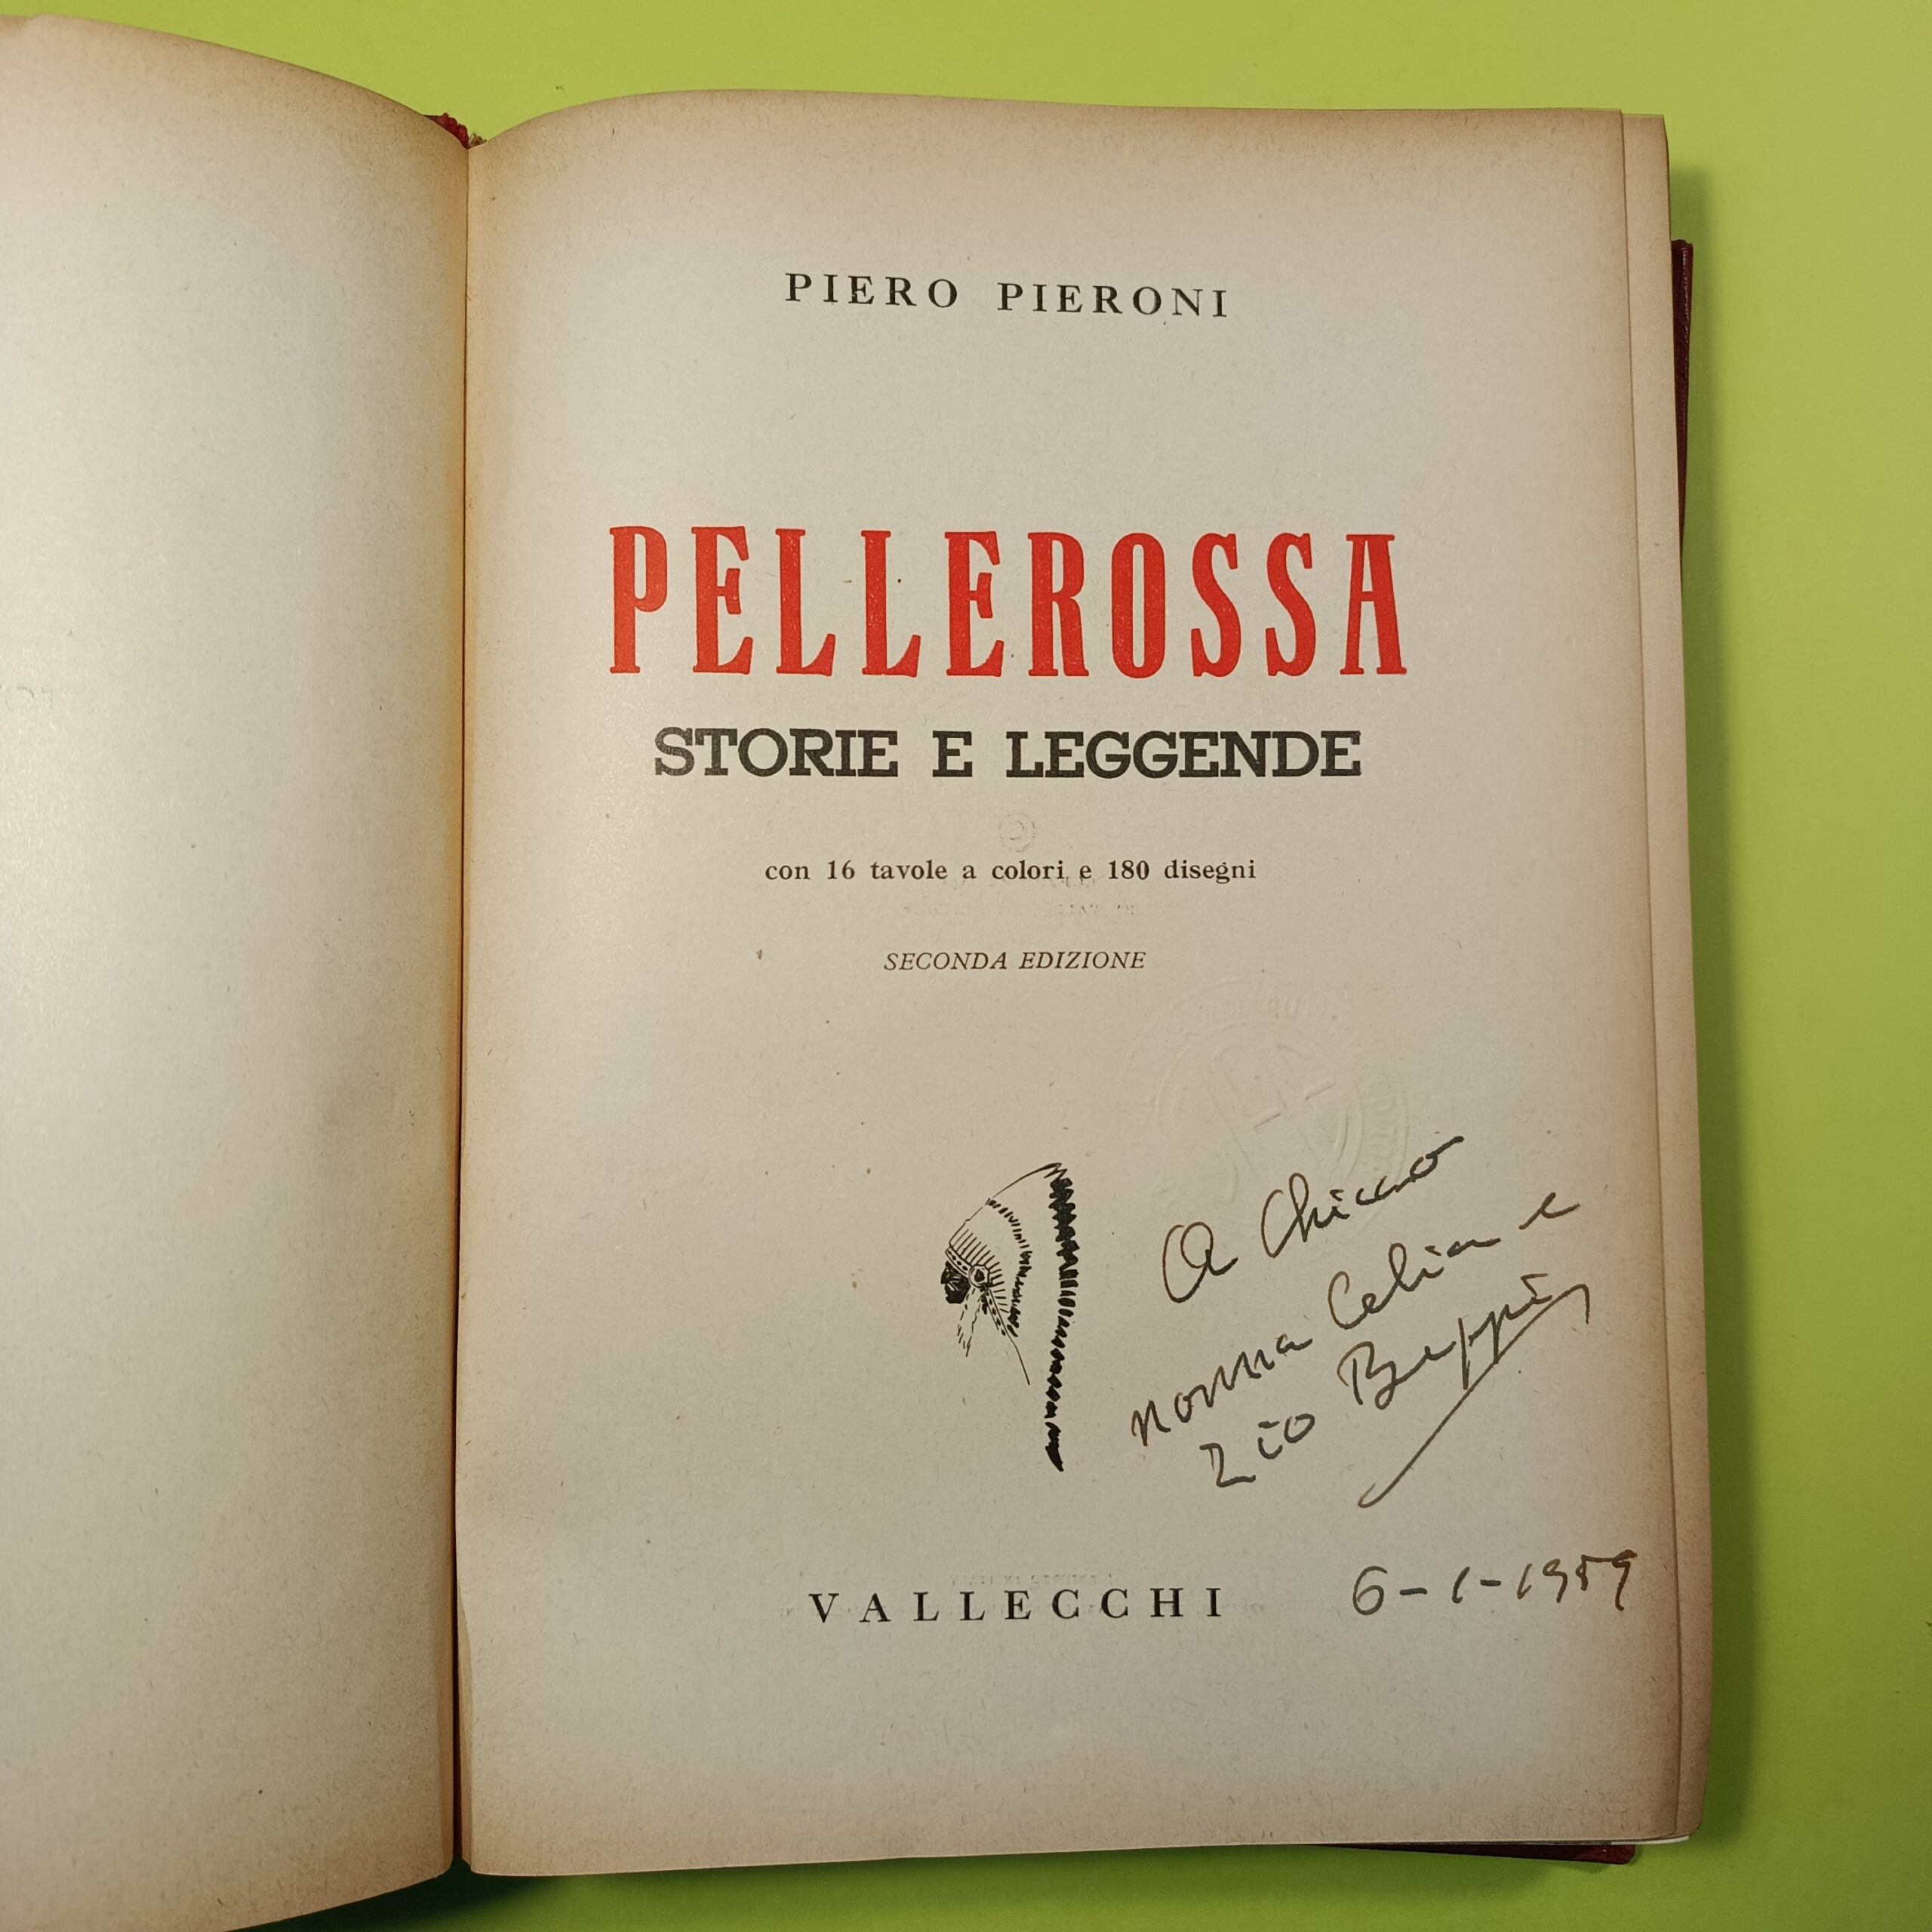 PIERO PIERONI
PELLEROSSA
STORIE E LEGGENDE
con 16 tavole a colori e 180 disegni
SECONDA EDIZIONE
A Chicco
nonna Celia e
zio Beppi
VALLECCHI
6-1-1959